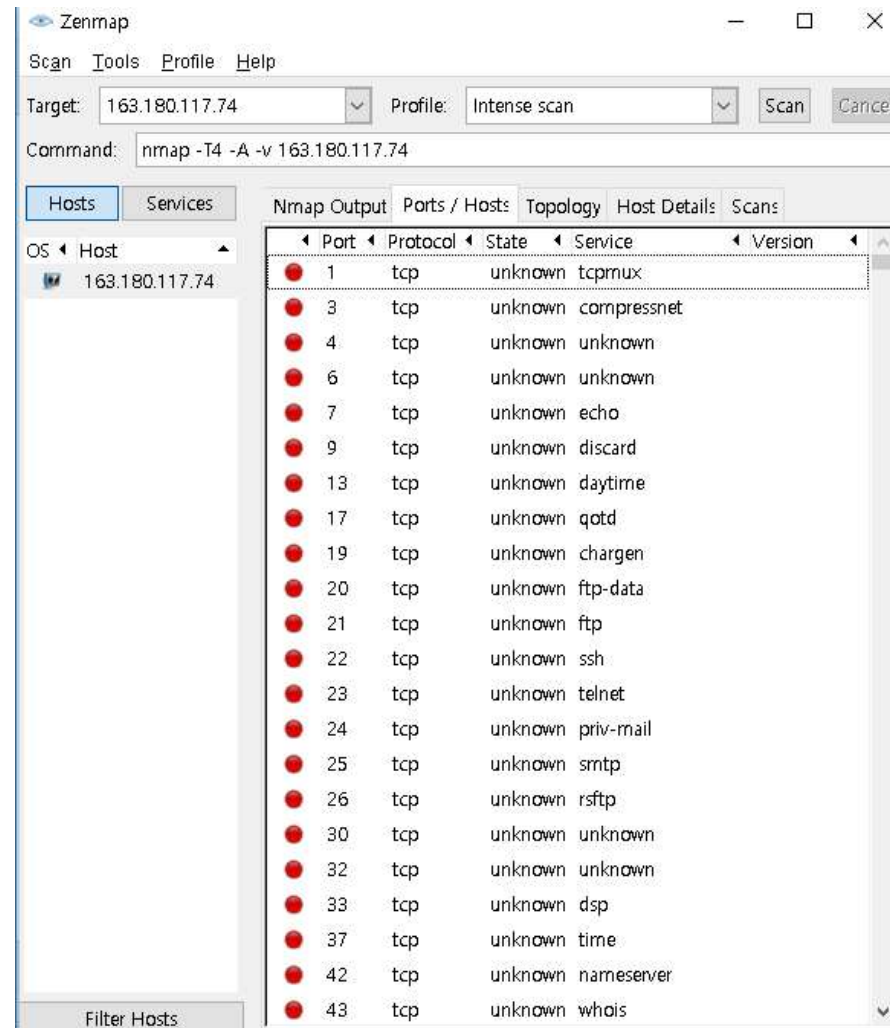 Zenmap
Scan Tools Profile Help
Target: 163.180.117.74 Profile: Intense scan Scan Cance
Command: nmap -T4 -A -v 163.180.117.74
Hosts Services Nmap Output Ports / Hosts Topology Host Details Scans
OS Host Port Protocol State Service Version
163.180.117.74
1 tcp unknown tcpmux
3 tcp unknown compressnet
4 tcp unknown unknown
6 tcp unknown unknown
7 tcp unknown echo
9 tcp unknown discard
13 tcp unknown daytime
17 tcp unknown qotd
19 tcp unknown chargen
20 tcp unknown ftp-data
21 tcp unknown ftp
22 tcp unknown ssh
23 tcp unknown telnet
24 tcp unknown priv-mail
25 tcp unknown smtp
26 tcp unknown rsftp
30 tcp unknown unknown
32 tcp unknown unknown
33 tcp unknown dsp
37 tcp unknown time
42 tcp unknown nameserver
43 tcp unknown whois
Filter Hosts